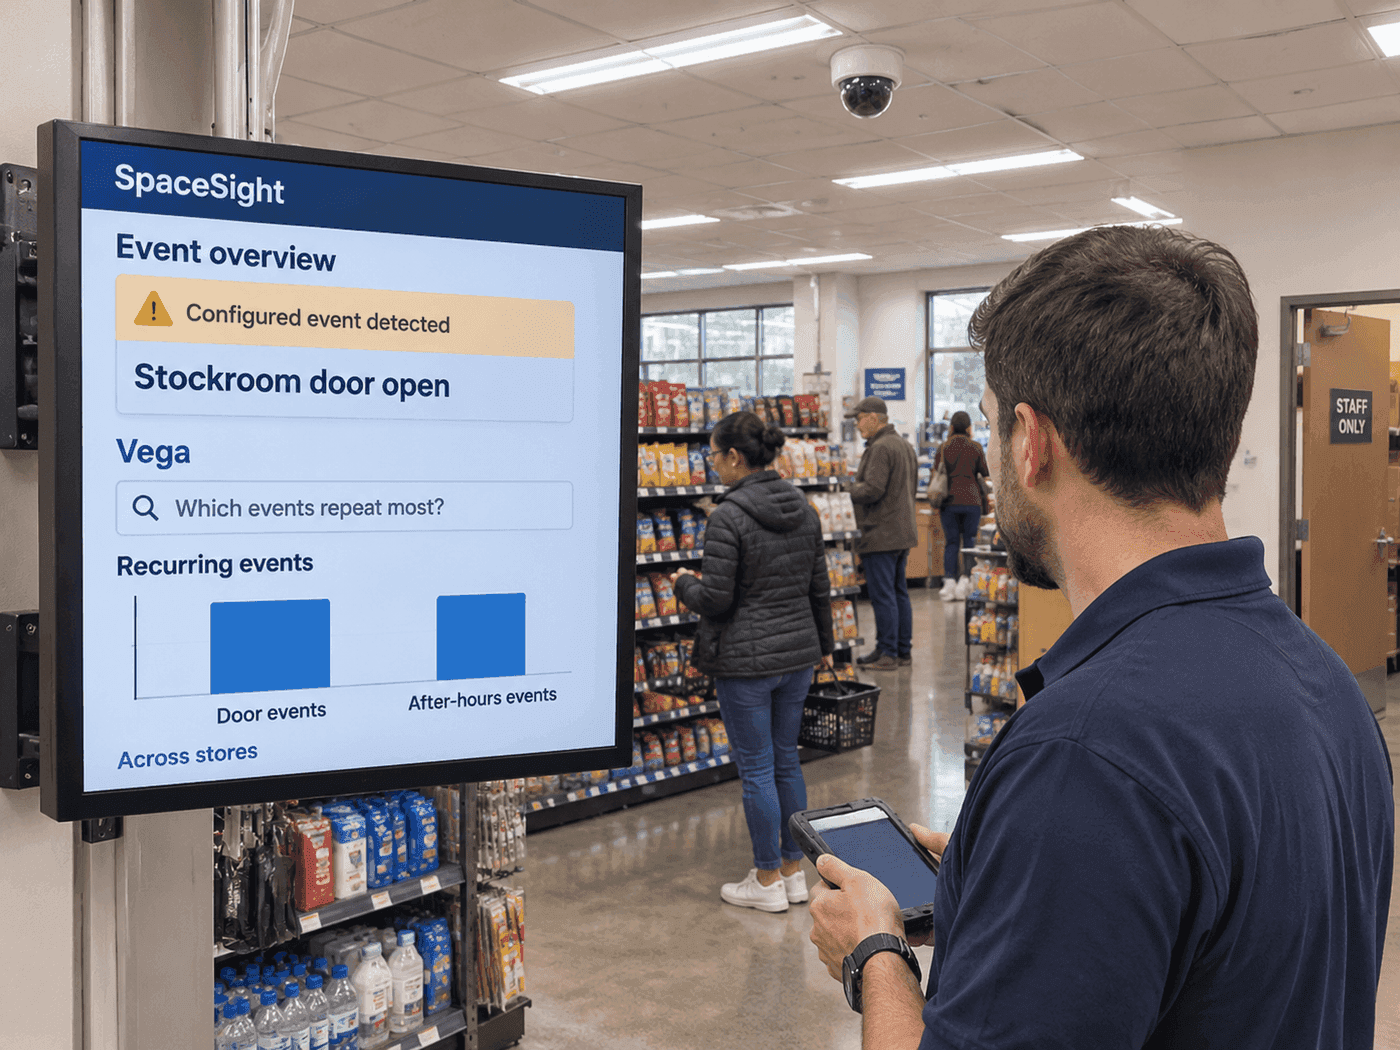 SpaceSight
Event overview
Configured event detected
Stockroom door open
Vega
Which events repeat most?
Recurring events
Door events
After-hours events
Across stores
STAFF
ONLY